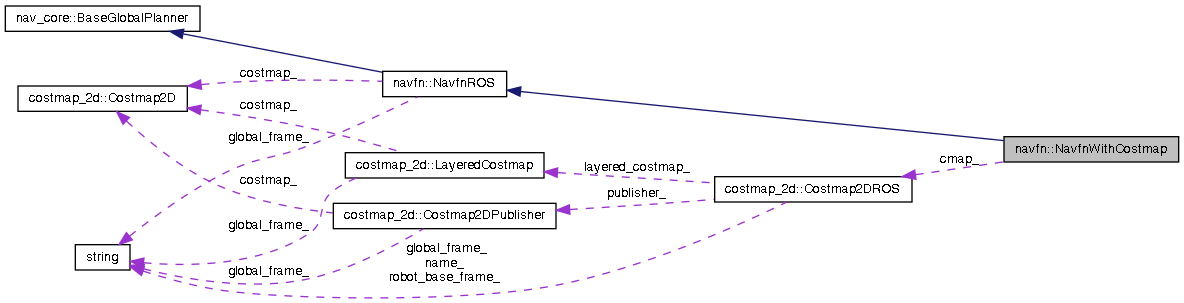 nav_core::BaseGlobalPlanner
costmap_
navfn::NavfnROS
costmap_2d::Costmap2D
costmap_
global_frame_
navfn::NavfnWithCostmap
cmap_
costmap_2d::LayeredCostmap
layered_costmap_
costmap_
costmap_2d::Costmap2DROS
publisher_
costmap_2d::Costmap2DPublisher
global_frame_
string
global_frame_
global_frame_
name_
robot_base_frame_